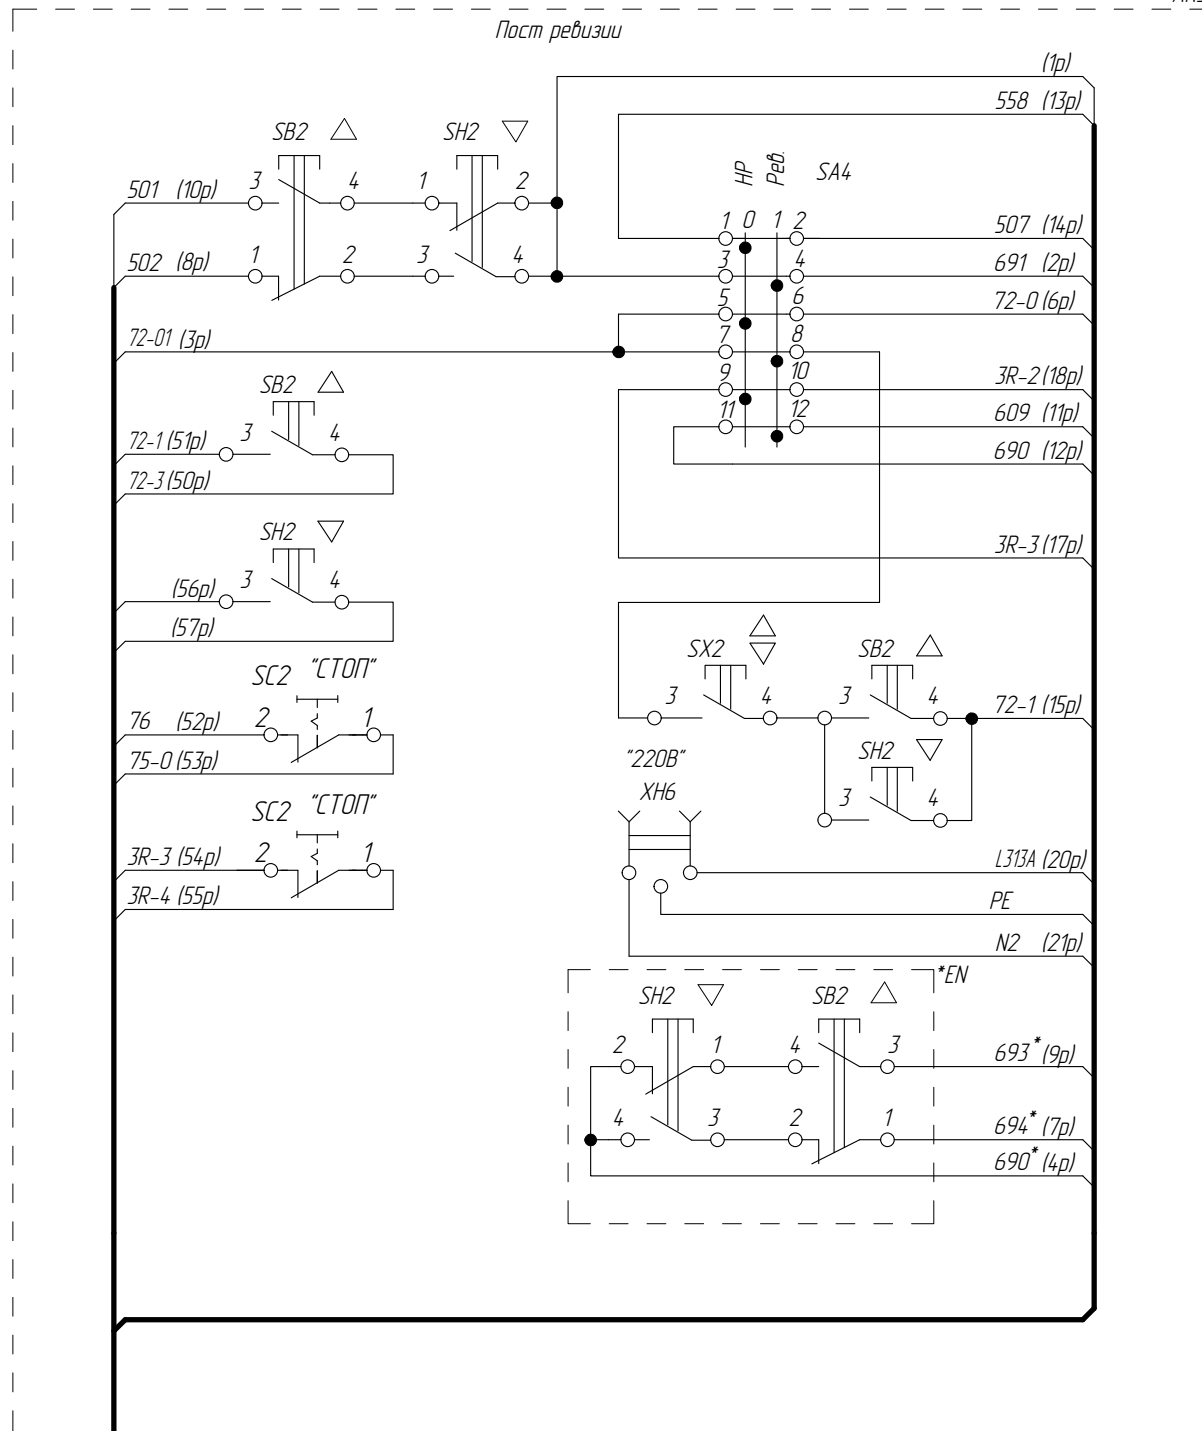 Пост ревизии
(1р)
558 (13р)
SB2
SH2
НР
Рев.
SA4
501 (10р)
3
4
1
2
1 0 1 2
507 (14р)
502 (8р)
1
2
3
4
3
4
691 (2р)
5
6
72-0 (6р)
72-01 (3р)
7
8
9
10
3R-2 (18р)
11
12
609 (11р)
690 (12р)
SB2
72-1 (51р)
3
4
72-3 (50р)
SH2
3R-3 (17р)
(56р)
3
4
(57р)
SC2 "СТОП"
76 (52р)
2
1
75-0 (53р)
SX2
SB2
3
4
3
4
72-1 (15р)
SH2
3
4
"220В"
XH6
SC2 "СТОП"
3R-3 (54р)
2
1
3R-4 (55р)
L313A (20р)
PE
N2 (21р)
*EN
SH2
SB2
2
1
4
3
693* (9р)
4
3
2
1
694* (7р)
690* (4р)